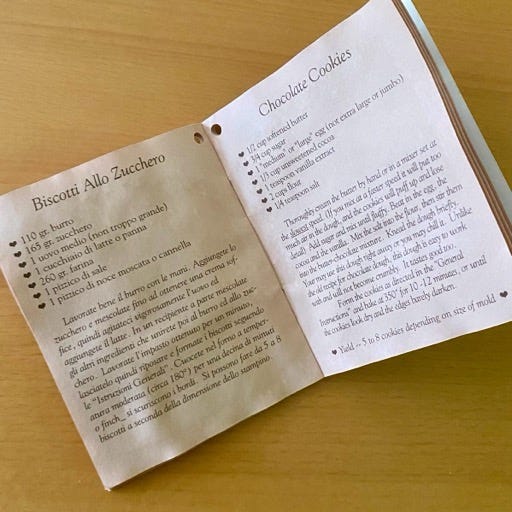 Biscotti Allo Zucchero
♥ 110 gr. burro
♥ 165 gr. zucchero
♥ 1 uovo medio (non troppo grande)
♥ 1 cucchiaio di latte o panna
♥ 260 gr. farina
♥ 1 pizzico di sale
♥ 1 pizzico di noce moscata o cannella
Lavorate bene il burro con le mani. Aggiungete lo
zucchero e mescolate fino ad ottenere una crema sof-
fice, quindi agiateci vigorosamente l'uovo ed
aggiungete il latte. In un recipiente a parte mescolate
gli altri ingredienti che unirete poi al burro ed allo zuc-
chero. Lavorate l'impasto ottenuto per un minuto,
lasciatelo quindi riposare e formate i biscotti seguendo
le "Istruzioni Generali". Cuocete nel forno a temper-
atura moderata (circa 180°) per una decina di minuti
o finch_ si scuriscono i bordi. Si possono fare da 5 a 8
biscotti a seconda della dimensione dello stampino.
Chocolate Cookies
♥ 1/2 cup softened butter
♥ 3/4 cup sugar
♥ 1 "medium" or "large" egg (not extra large or jumbo)
♥ 1/3 cup unsweetened cocoa
♥ 1 teaspoon vanilla extract
♥ 2 cups flour
♥ 1/4 teaspoon salt
Thoroughly cream the butter by hand or in a mixer set at
the slowest speed. (If you mix at a faster speed it will put too
much air in the dough, and the cookies will puff up and lose
detail) Add sugar and mix until fluffy. Beat in the egg, the
cocoa and the vanilla. Mix the salt into the flour, then stir them
into the butter-chocolate mixture. Knead the dough briefly.
Your may use this dough right away or you may chill it. Unlike
the usual recipe for chocolate dough, this dough is easy to work
with and will not become crumbly. It tastes good too.
Form the cookies as directed in the "General
Instructions" and bake at 350° for 10-12 minutes, or until
the cookies look dry and the edges barely darken.
♥ Yield -- 5 to 8 cookies depending on size of mold ♥